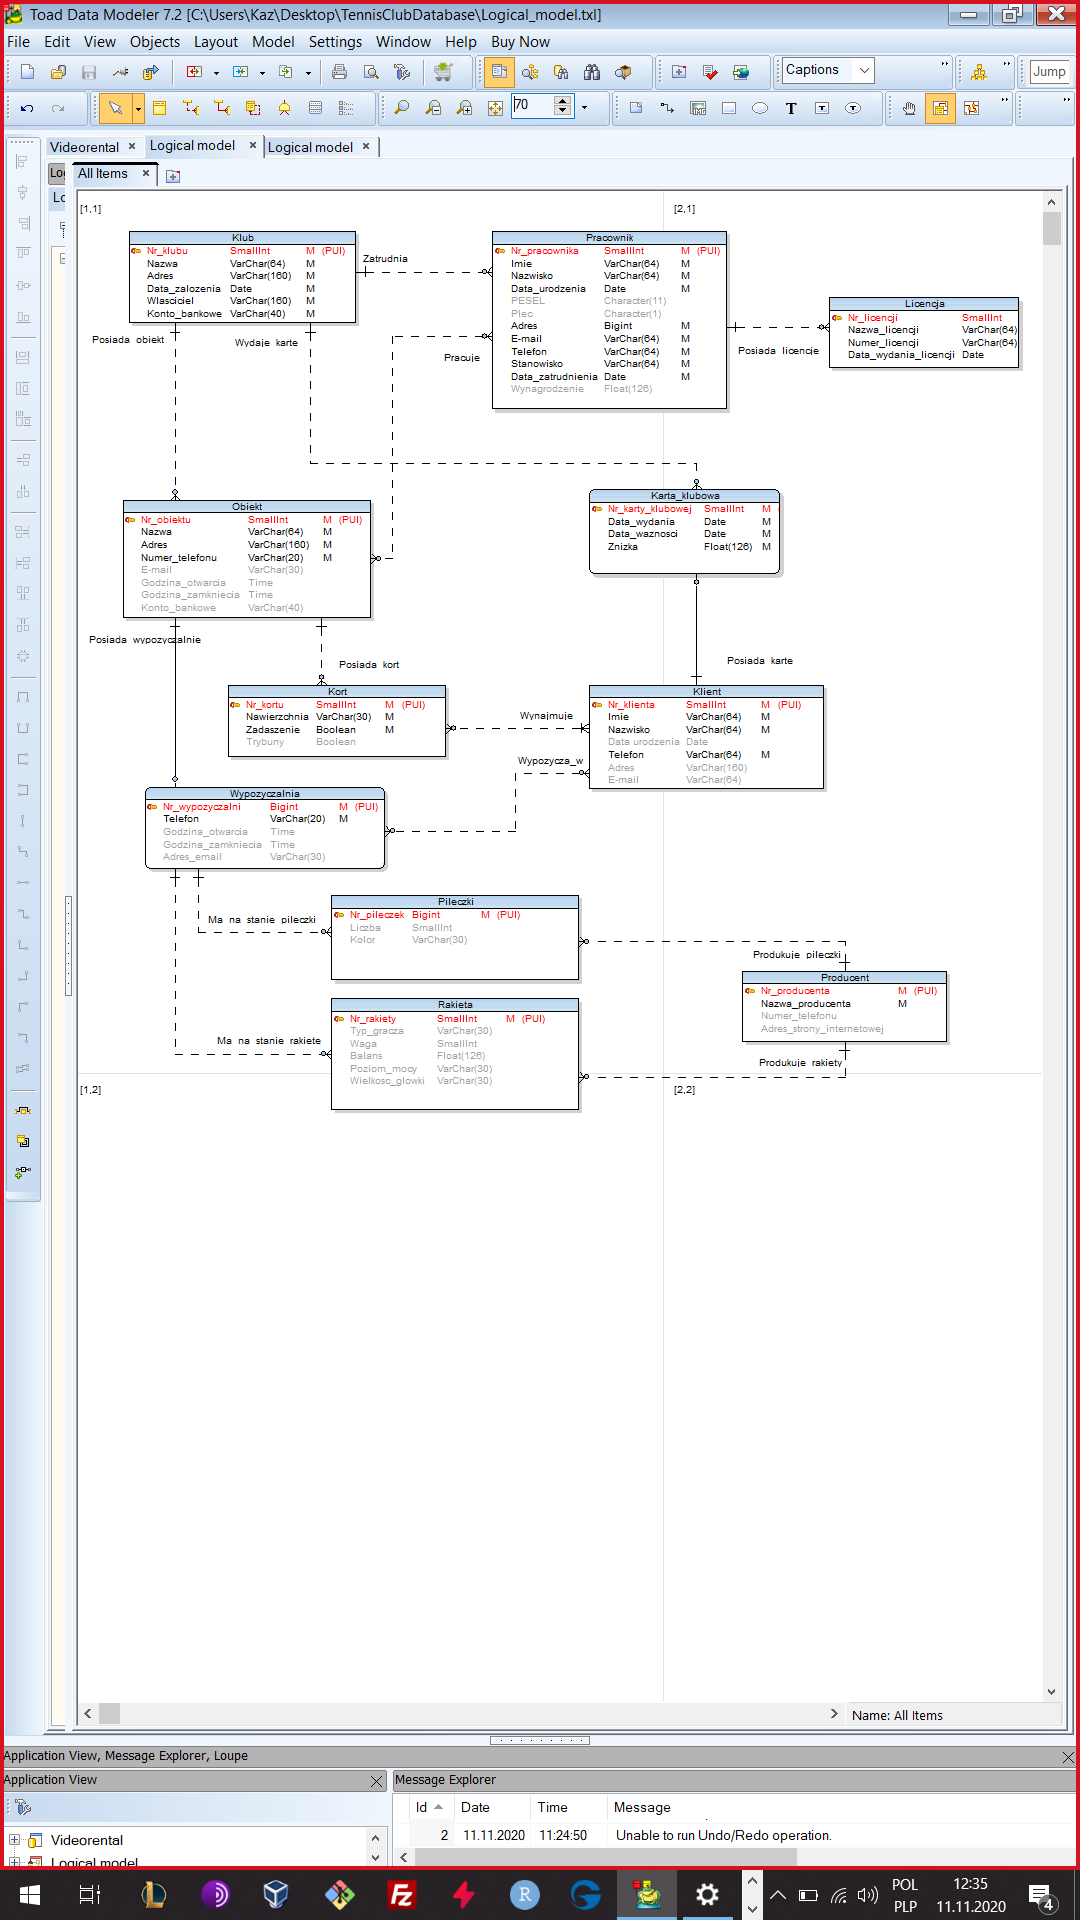 Toad Data Modeler 7.2 [C:\Users\Kaz\Desktop\TennisClubDatabase\Logical_model.txl]
File Edit View Objects Layout Model Settings Window Help Buy Now
Captions
Jump
70
Videorental Logical model Logical model
All Items
[1,1] [2,1]
Klub
Nr_klubu SmallInt M (PUI)
Nazwa VarChar(64) M
Adres VarChar(160) M
Data_zalozenia Date M
Wlasciciel VarChar(160) M
Konto_bankowe VarChar(40) M
Zatrudnia
Pracownik
Nr_pracownika SmallInt M (PUI)
Imie VarChar(64) M
Nazwisko VarChar(64) M
Data_urodzenia Date M
PESEL Character(11)
Plec Character(1)
Adres Bigint M
E-mail VarChar(64) M
Telefon VarChar(64) M
Stanowisko VarChar(64) M
Data_zatrudnienia Date M
Wynagrodzenie Float(126)
Licencja
Nr_licencji SmallInt
Nazwa_licencji VarChar(64)
Numer_licencji VarChar(64)
Data_wydania_licencji Date
Posiada obiekt
Wydaje karte
Pracuje
Posiada licencje
Obiekt
Nr_obiektu SmallInt M (PUI)
Nazwa VarChar(64) M
Adres VarChar(160) M
Numer_telefonu VarChar(20) M
E-mail VarChar(30)
Godzina_otwarcia Time
Godzina_zamkniecia Time
Konto_bankowe VarChar(40)
Karta_klubowa
Nr_karty_klubowej SmallInt M
Data_wydania Date M
Data_waznosci Date M
Znizka Float(126) M
Posiada wypozyczalnie
Posiada kort
Posiada karte
Kort
Nr_kortu SmallInt M (PUI)
Nawierzchnia VarChar(30) M
Zadaszenie Boolean M
Trybuny Boolean
Wynajmuje
Wypozycza_w
Klient
Nr_klienta SmallInt M (PUI)
Imie VarChar(64) M
Nazwisko VarChar(64) M
Data urodzenia Date
Telefon VarChar(64) M
Adres VarChar(160)
E-mail VarChar(64)
Wypozyczalnia
Nr_wypozyczalni Bigint M (PUI)
Telefon VarChar(20) M
Godzina_otwarcia Time
Godzina_zamkniecia Time
Adres_email VarChar(30)
Ma na stanie pileczki
Pileczki
Nr_pileczek Bigint M (PUI)
Liczba SmallInt
Kolor VarChar(30)
Produkuje pileczki
Producent
Nr_producenta M (PUI)
Nazwa_producenta M
Numer_telefonu
Adres_strony_internetowej
Ma na stanie rakiete
Rakieta
Nr_rakiety SmallInt M (PUI)
Typ_gracza VarChar(30)
Waga SmallInt
Balans Float(126)
Poziom_mocy VarChar(30)
Wielkosc_glowki VarChar(30)
Produkuje rakiety
[1,2] [2,2]
Name: All Items
Application View, Message Explorer, Loupe
Application View
Message Explorer
Id Date Time Message
2 11.11.2020 11:24:50 Unable to run Undo/Redo operation.
Videorental
Logical model
POL
PLP
12:35
11.11.2020
4